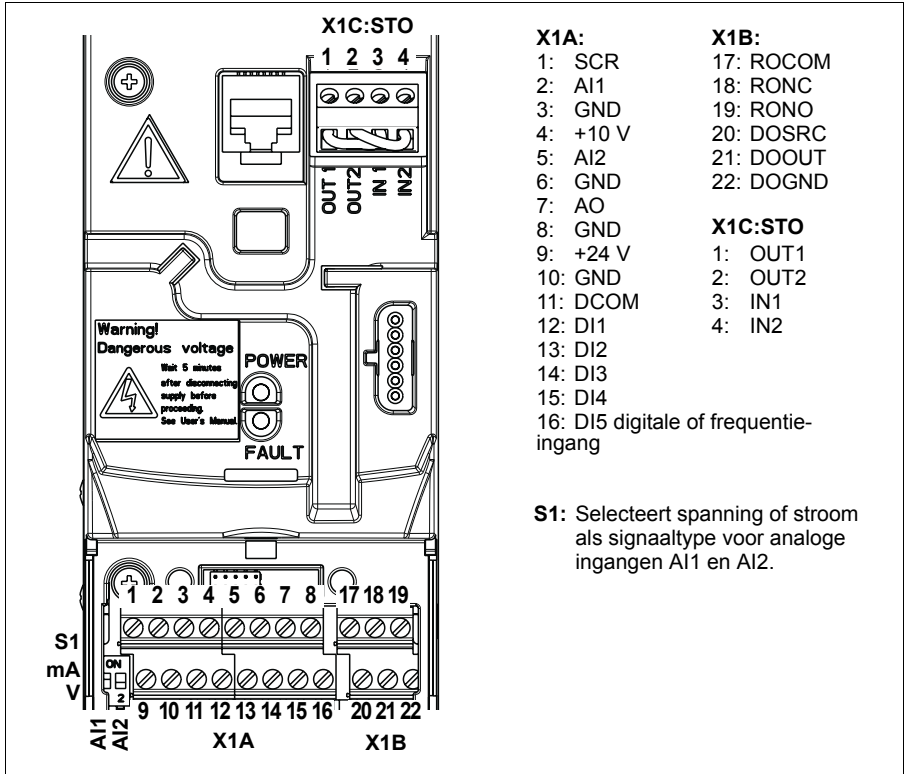 X1C:STO
1 2 3 4
OUT 1
OUT2
IN 1
IN2
Warning!
Dangerous voltage
Wait 5 minutes
after disconnecting
supply before
proceeding.
See User's Manual.
POWER
FAULT
1 2 3 4 5 6 7 8 17 18 19
S1
mA
V
ON
2
AI1
AI2
9 10 11 12 13 14 15 16 20 21 22
X1A
X1B
X1A:
1: SCR
2: AI1
3: GND
4: +10 V
5: AI2
6: GND
7: AO
8: GND
9: +24 V
10: GND
11: DCOM
12: DI1
13: DI2
14: DI3
15: DI4
16: DI5 digitale of frequentie-
ingang
X1B:
17: ROCOM
18: RONC
19: RONO
20: DOSRC
21: DOOUT
22: DOGND
X1C:STO
1: OUT1
2: OUT2
3: IN1
4: IN2
S1: Selecteert spanning of stroom
als signaaltype voor analoge
ingangen AI1 en AI2.